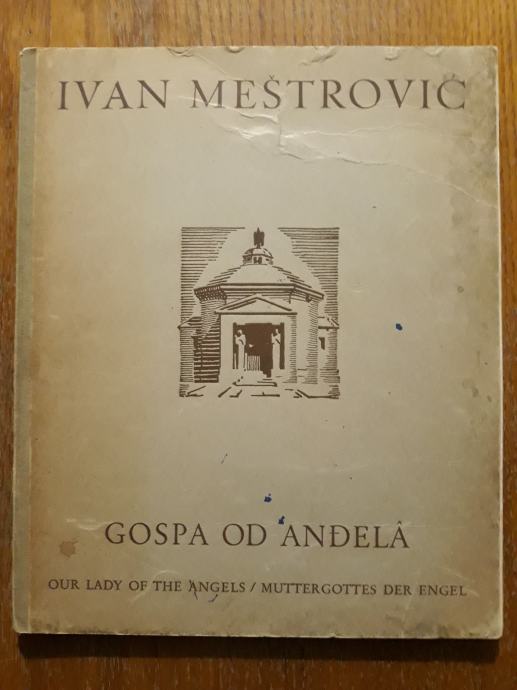 IVAN MEŠTROVIĆ
GOSPA OD ANĐELÂ
OUR LADY OF THE ANGELS / MUTTERGOTTES DER ENGEL